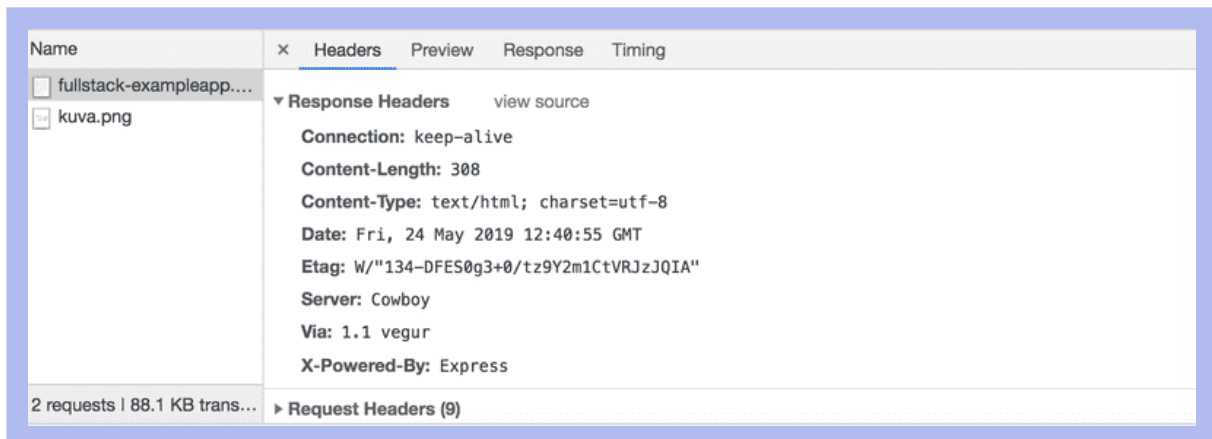 Name
× Headers Preview Response Timing
fullstack-exampleapp....
kuva.png
▼ Response Headers view source
Connection: keep-alive
Content-Length: 308
Content-Type: text/html; charset=utf-8
Date: Fri, 24 May 2019 12:40:55 GMT
Etag: W/"134-DFES0g3+0/tz9Y2m1CtVRJzJQIA"
Server: Cowboy
Via: 1.1 vegur
X-Powered-By: Express
2 requests | 88.1 KB trans...
▶ Request Headers (9)